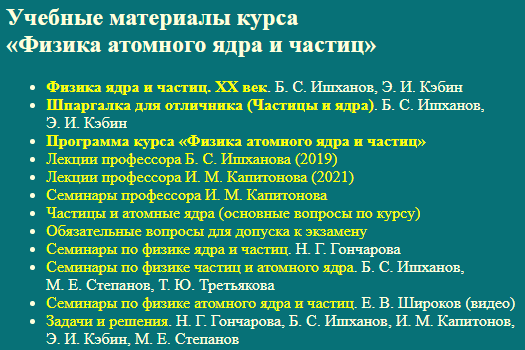 Учебные материалы курса
«Физика атомного ядра и частиц»
Физика ядра и частиц. XX век. Б. С. Ишханов, Э. И. Кэбин
Шпаргалка для отличника (Частицы и ядра). Б. С. Ишханов,
Э. И. Кэбин
Программа курса «Физика атомного ядра и частиц»
Лекции профессора Б. С. Ишханова (2019)
Лекции профессора И. М. Капитонова (2021)
Семинары профессора И. М. Капитонова
Частицы и атомные ядра (основные вопросы по курсу)
Обязательные вопросы для допуска к экзамену
Семинары по физике ядра и частиц. Н. Г. Гончарова
Семинары по физике частиц и атомного ядра. Б. С. Ишханов,
М. Е. Степанов, Т. Ю. Третьякова
Семинары по физике атомного ядра и частиц. Е. В. Широков (видео)
Задачи и решения. Н. Г. Гончарова, Б. С. Ишханов, И. М. Капитонов,
Э. И. Кэбин, М. Е. Степанов